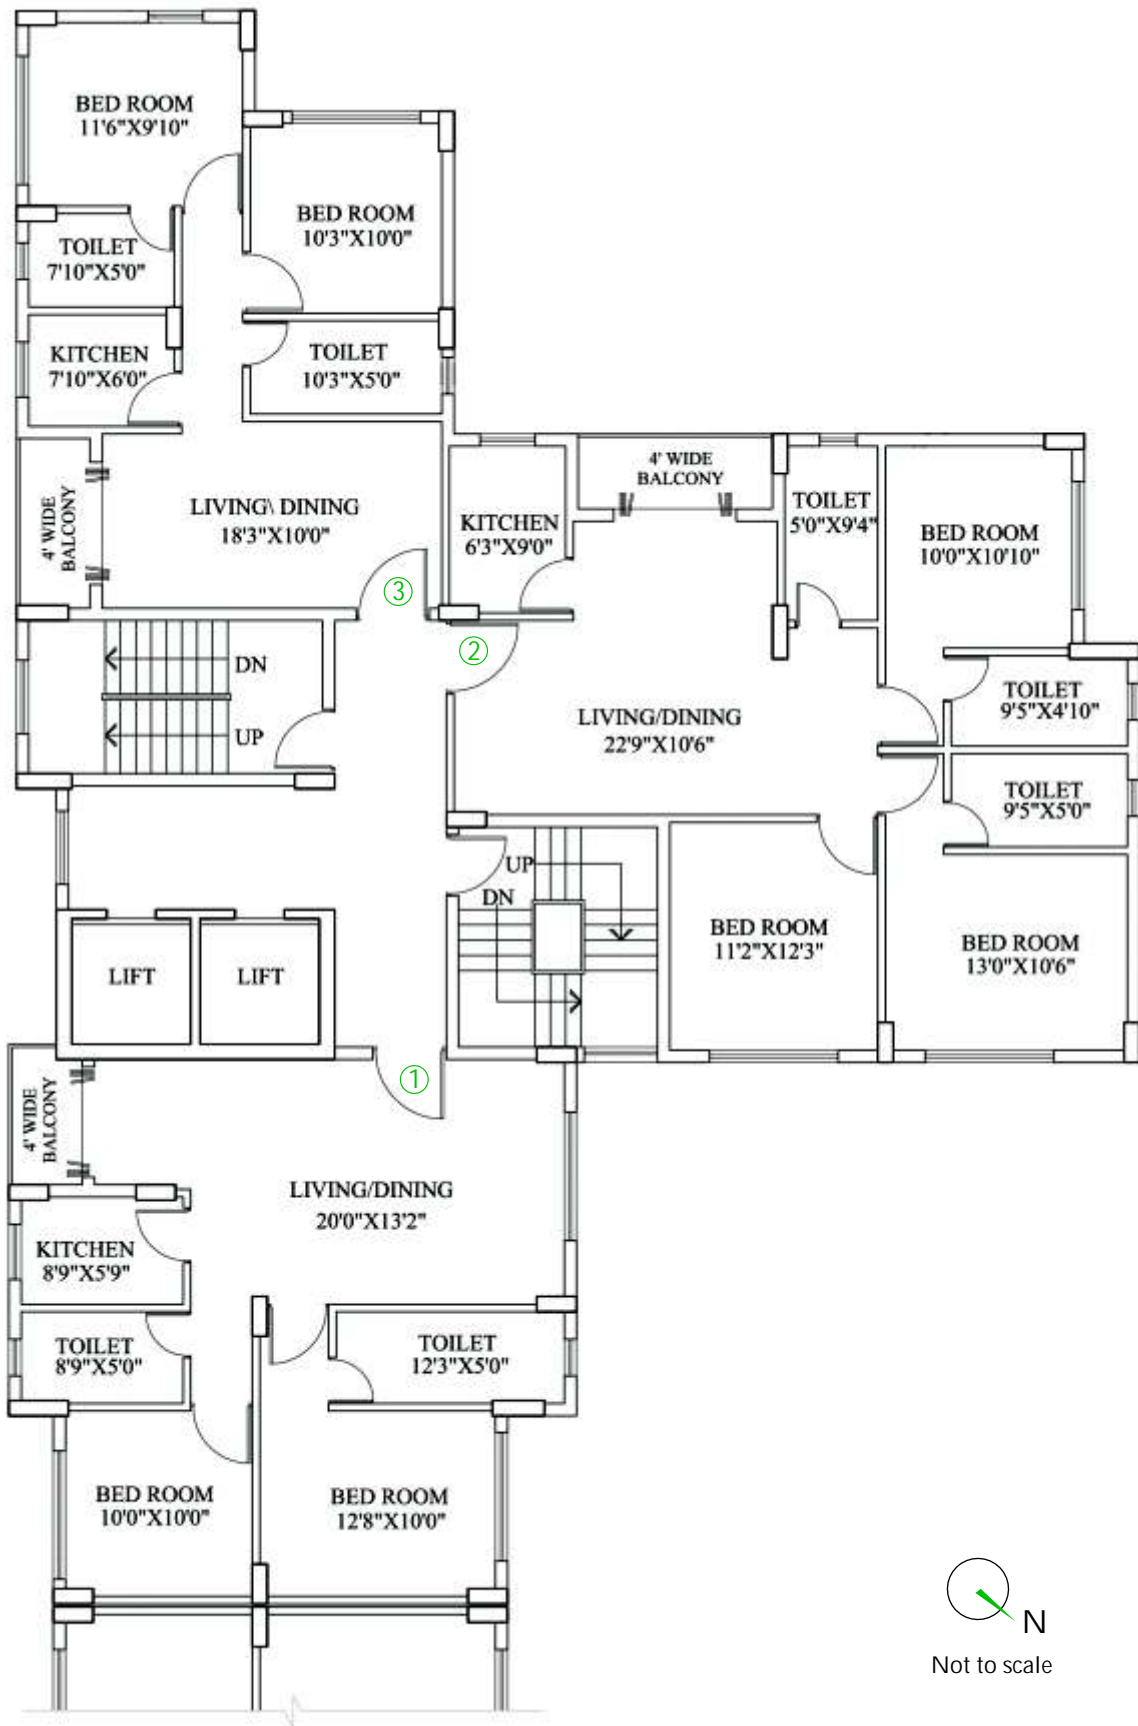 BED ROOM
11'6"X9'10"
BED ROOM
10'3"X10'0"
TOILET
7'10"X5'0"
KITCHEN
7'10"X6'0"
TOILET
10'3"X5'0"
4' WIDE
BALCONY
LIVING\ DINING
18'3"X10'0"
3
4' WIDE
BALCONY
KITCHEN
6'3"X9'0"
TOILET
5'0"X9'4"
BED ROOM
10'0"X10'10"
2
DN
UP
LIVING/DINING
22'9"X10'6"
TOILET
9'5"X4'10"
TOILET
9'5"X5'0"
UP
DN
BED ROOM
11'2"X12'3"
BED ROOM
13'0"X10'6"
LIFT
LIFT
1
4' WIDE
BALCONY
LIVING/DINING
20'0"X13'2"
KITCHEN
8'9"X5'9"
TOILET
8'9"X5'0"
TOILET
12'3"X5'0"
BED ROOM
10'0"X10'0"
BED ROOM
12'8"X10'0"
N
Not to scale